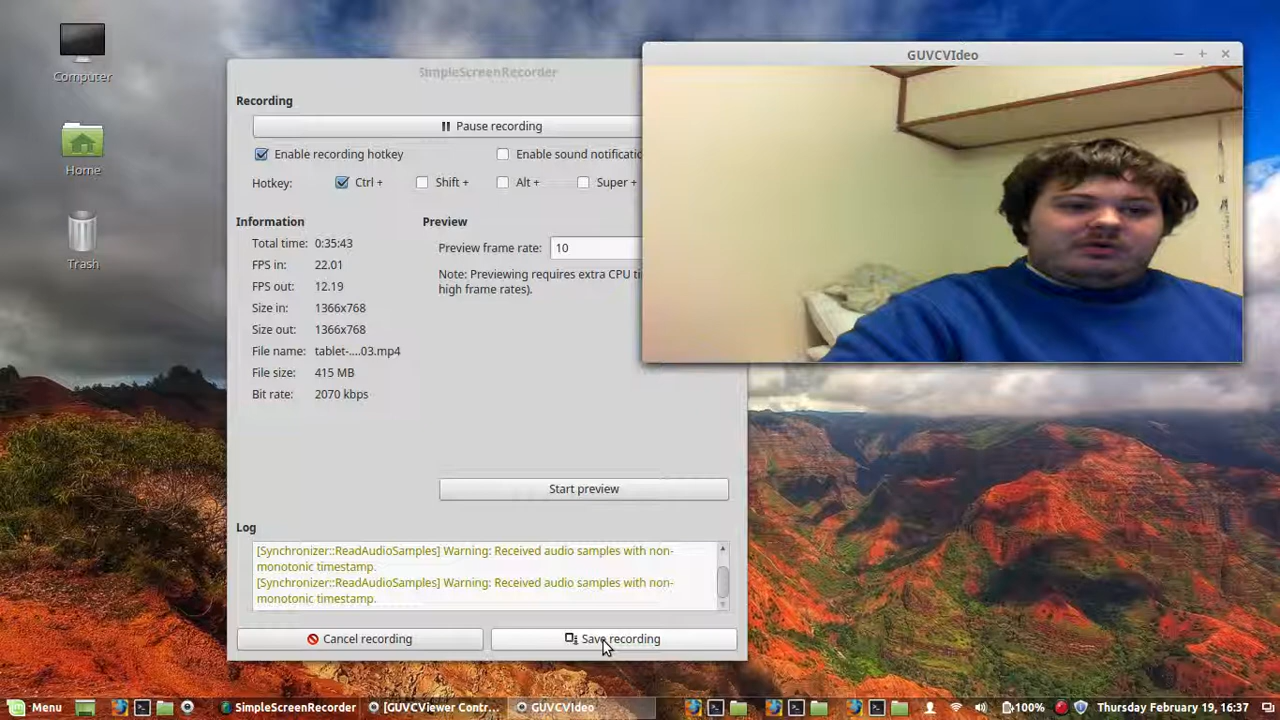 GUVCVIdeo
SimpleScreenRecorder
Computer
Recording
Pause recording
Enable recording hotkey
Enable sound notificatio
Hotkey: Ctrl + Shift + Alt + Super +
Home
Information
Preview
Total time: 0:35:43
Preview frame rate: 10
FPS in: 22.01
Trash
Note: Previewing requires extra CPU ti
high frame rates).
FPS out: 12.19
Size in: 1366x768
Size out: 1366x768
File name: tablet-....03.mp4
File size: 415 MB
Bit rate: 2070 kbps
Start preview
Log
[Synchronizer::ReadAudioSamples] Warning: Received audio samples with non-
monotonic timestamp.
[Synchronizer::ReadAudioSamples] Warning: Received audio samples with non-
monotonic timestamp.
Cancel recording
Save recording
Menu SimpleScreenRecorder [GUVCViewer Contr... GUVCVIdeo 100% Thursday February 19, 16:37